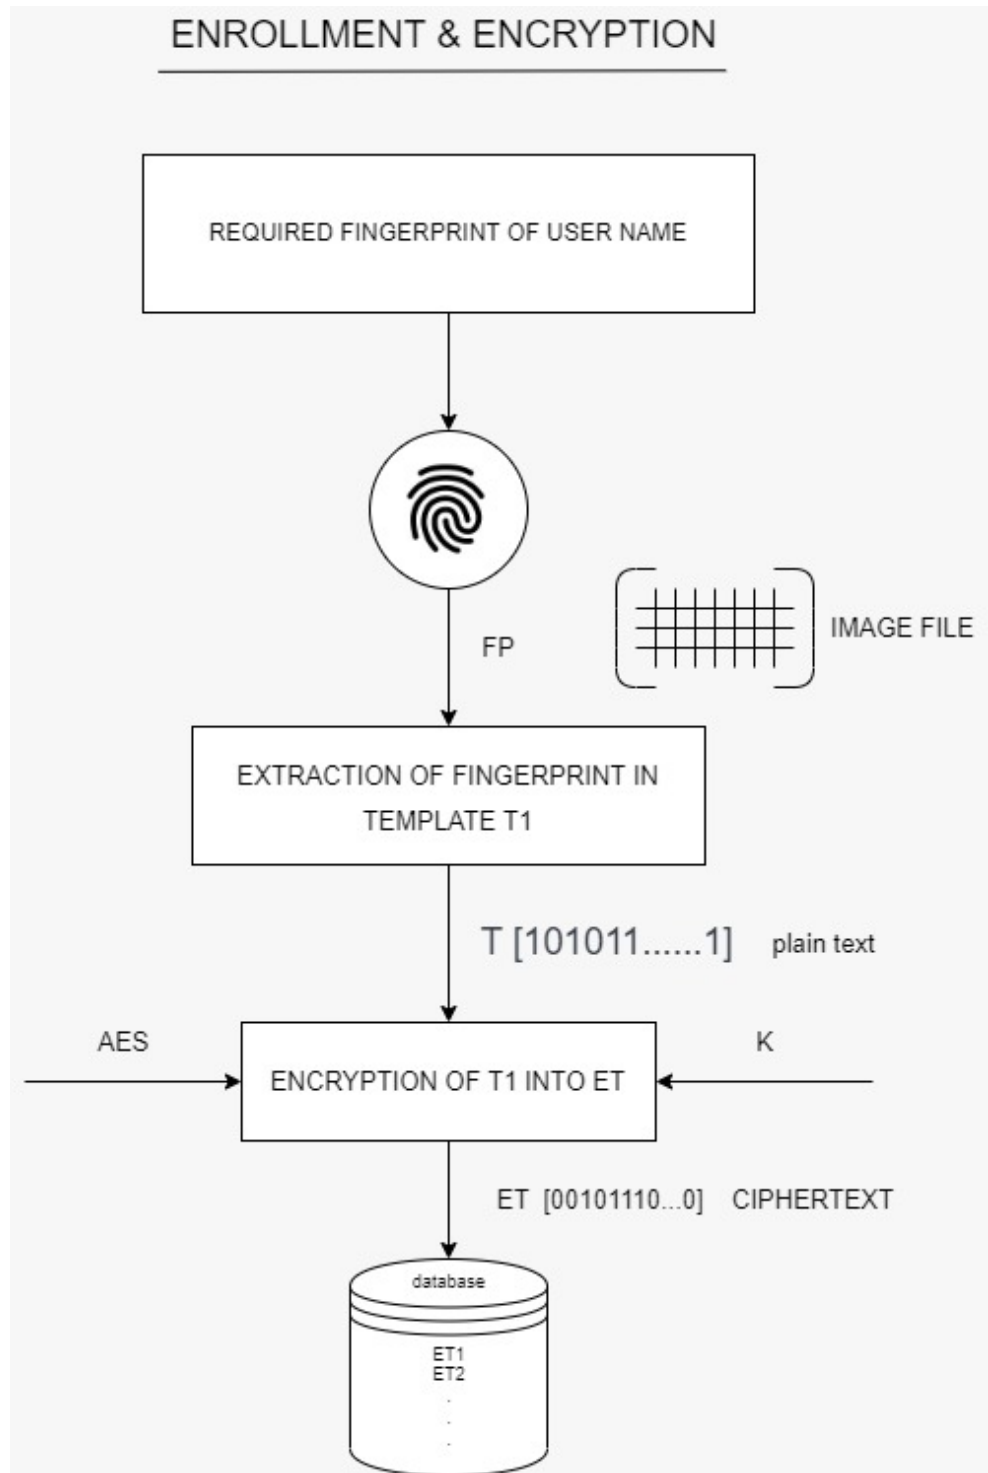 ENROLLMENT & ENCRYPTION
REQUIRED FINGERPRINT OF USER NAME
FP
IMAGE FILE
EXTRACTION OF FINGERPRINT IN
TEMPLATE T1
T [101011......1] plain text
AES
K
ENCRYPTION OF T1 INTO ET
ET [00101110...0] CIPHERTEXT
database
ET1
ET2
.
.
.